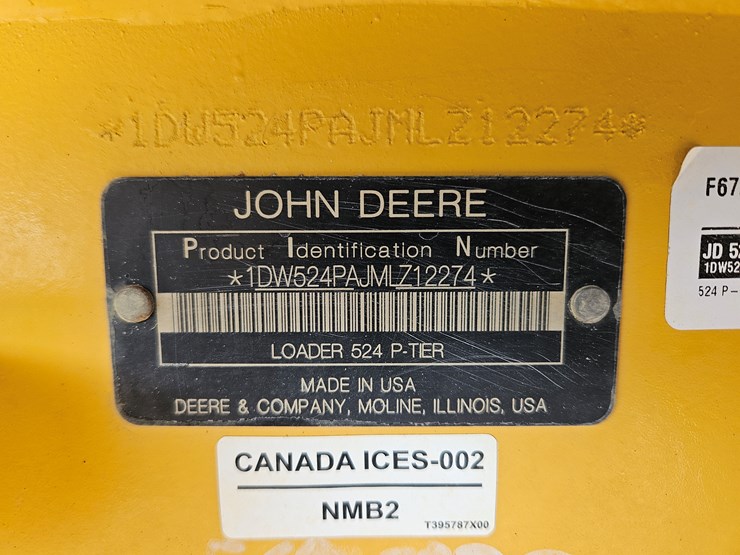 *1DW524PAJMLZ12274*
JOHN DEERE
Product Identification Number
*1DW524PAJMLZ12274*
LOADER 524 P-TIER
MADE IN USA
DEERE & COMPANY, MOLINE, ILLINOIS, USA
F67
JD 52
1DW52
524 P-
CANADA ICES-002
NMB2
T395787X00